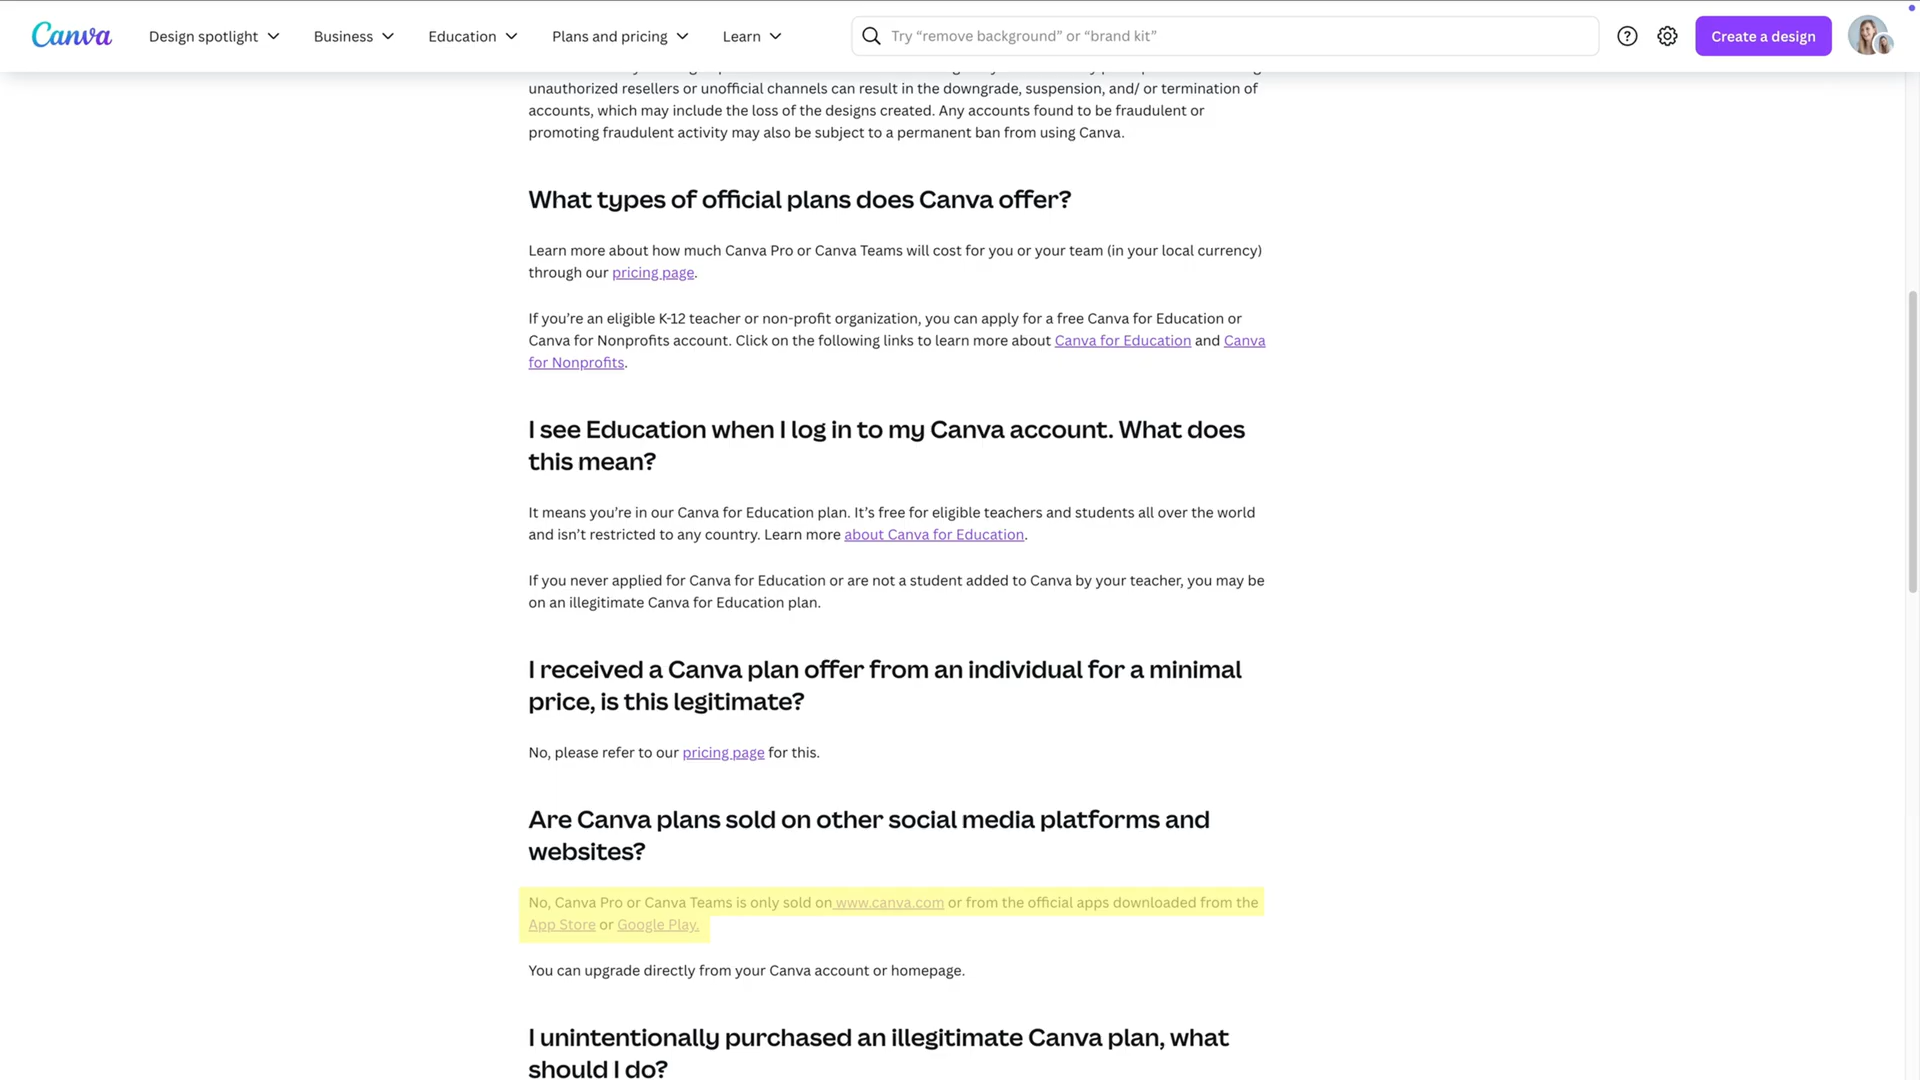 Canva
Design spotlight
Business
Education
Plans and pricing
Learn
Try “remove background” or “brand kit”
Create a design
unauthorized resellers or unofficial channels can result in the downgrade, suspension, and/ or termination of
accounts, which may include the loss of the designs created. Any accounts found to be fraudulent or
promoting fraudulent activity may also be subject to a permanent ban from using Canva.
What types of official plans does Canva offer?
Learn more about how much Canva Pro or Canva Teams will cost for you or your team (in your local currency)
through our pricing page.
If you’re an eligible K-12 teacher or non-profit organization, you can apply for a free Canva for Education or
Canva for Nonprofits account. Click on the following links to learn more about Canva for Education and Canva
for Nonprofits.
I see Education when I log in to my Canva account. What does
this mean?
It means you’re in our Canva for Education plan. It’s free for eligible teachers and students all over the world
and isn’t restricted to any country. Learn more about Canva for Education.
If you never applied for Canva for Education or are not a student added to Canva by your teacher, you may be
on an illegitimate Canva for Education plan.
I received a Canva plan offer from an individual for a minimal
price, is this legitimate?
No, please refer to our pricing page for this.
Are Canva plans sold on other social media platforms and
websites?
No, Canva Pro or Canva Teams is only sold on www.canva.com or from the official apps downloaded from the
App Store or Google Play.
You can upgrade directly from your Canva account or homepage.
I unintentionally purchased an illegitimate Canva plan, what
should I do?